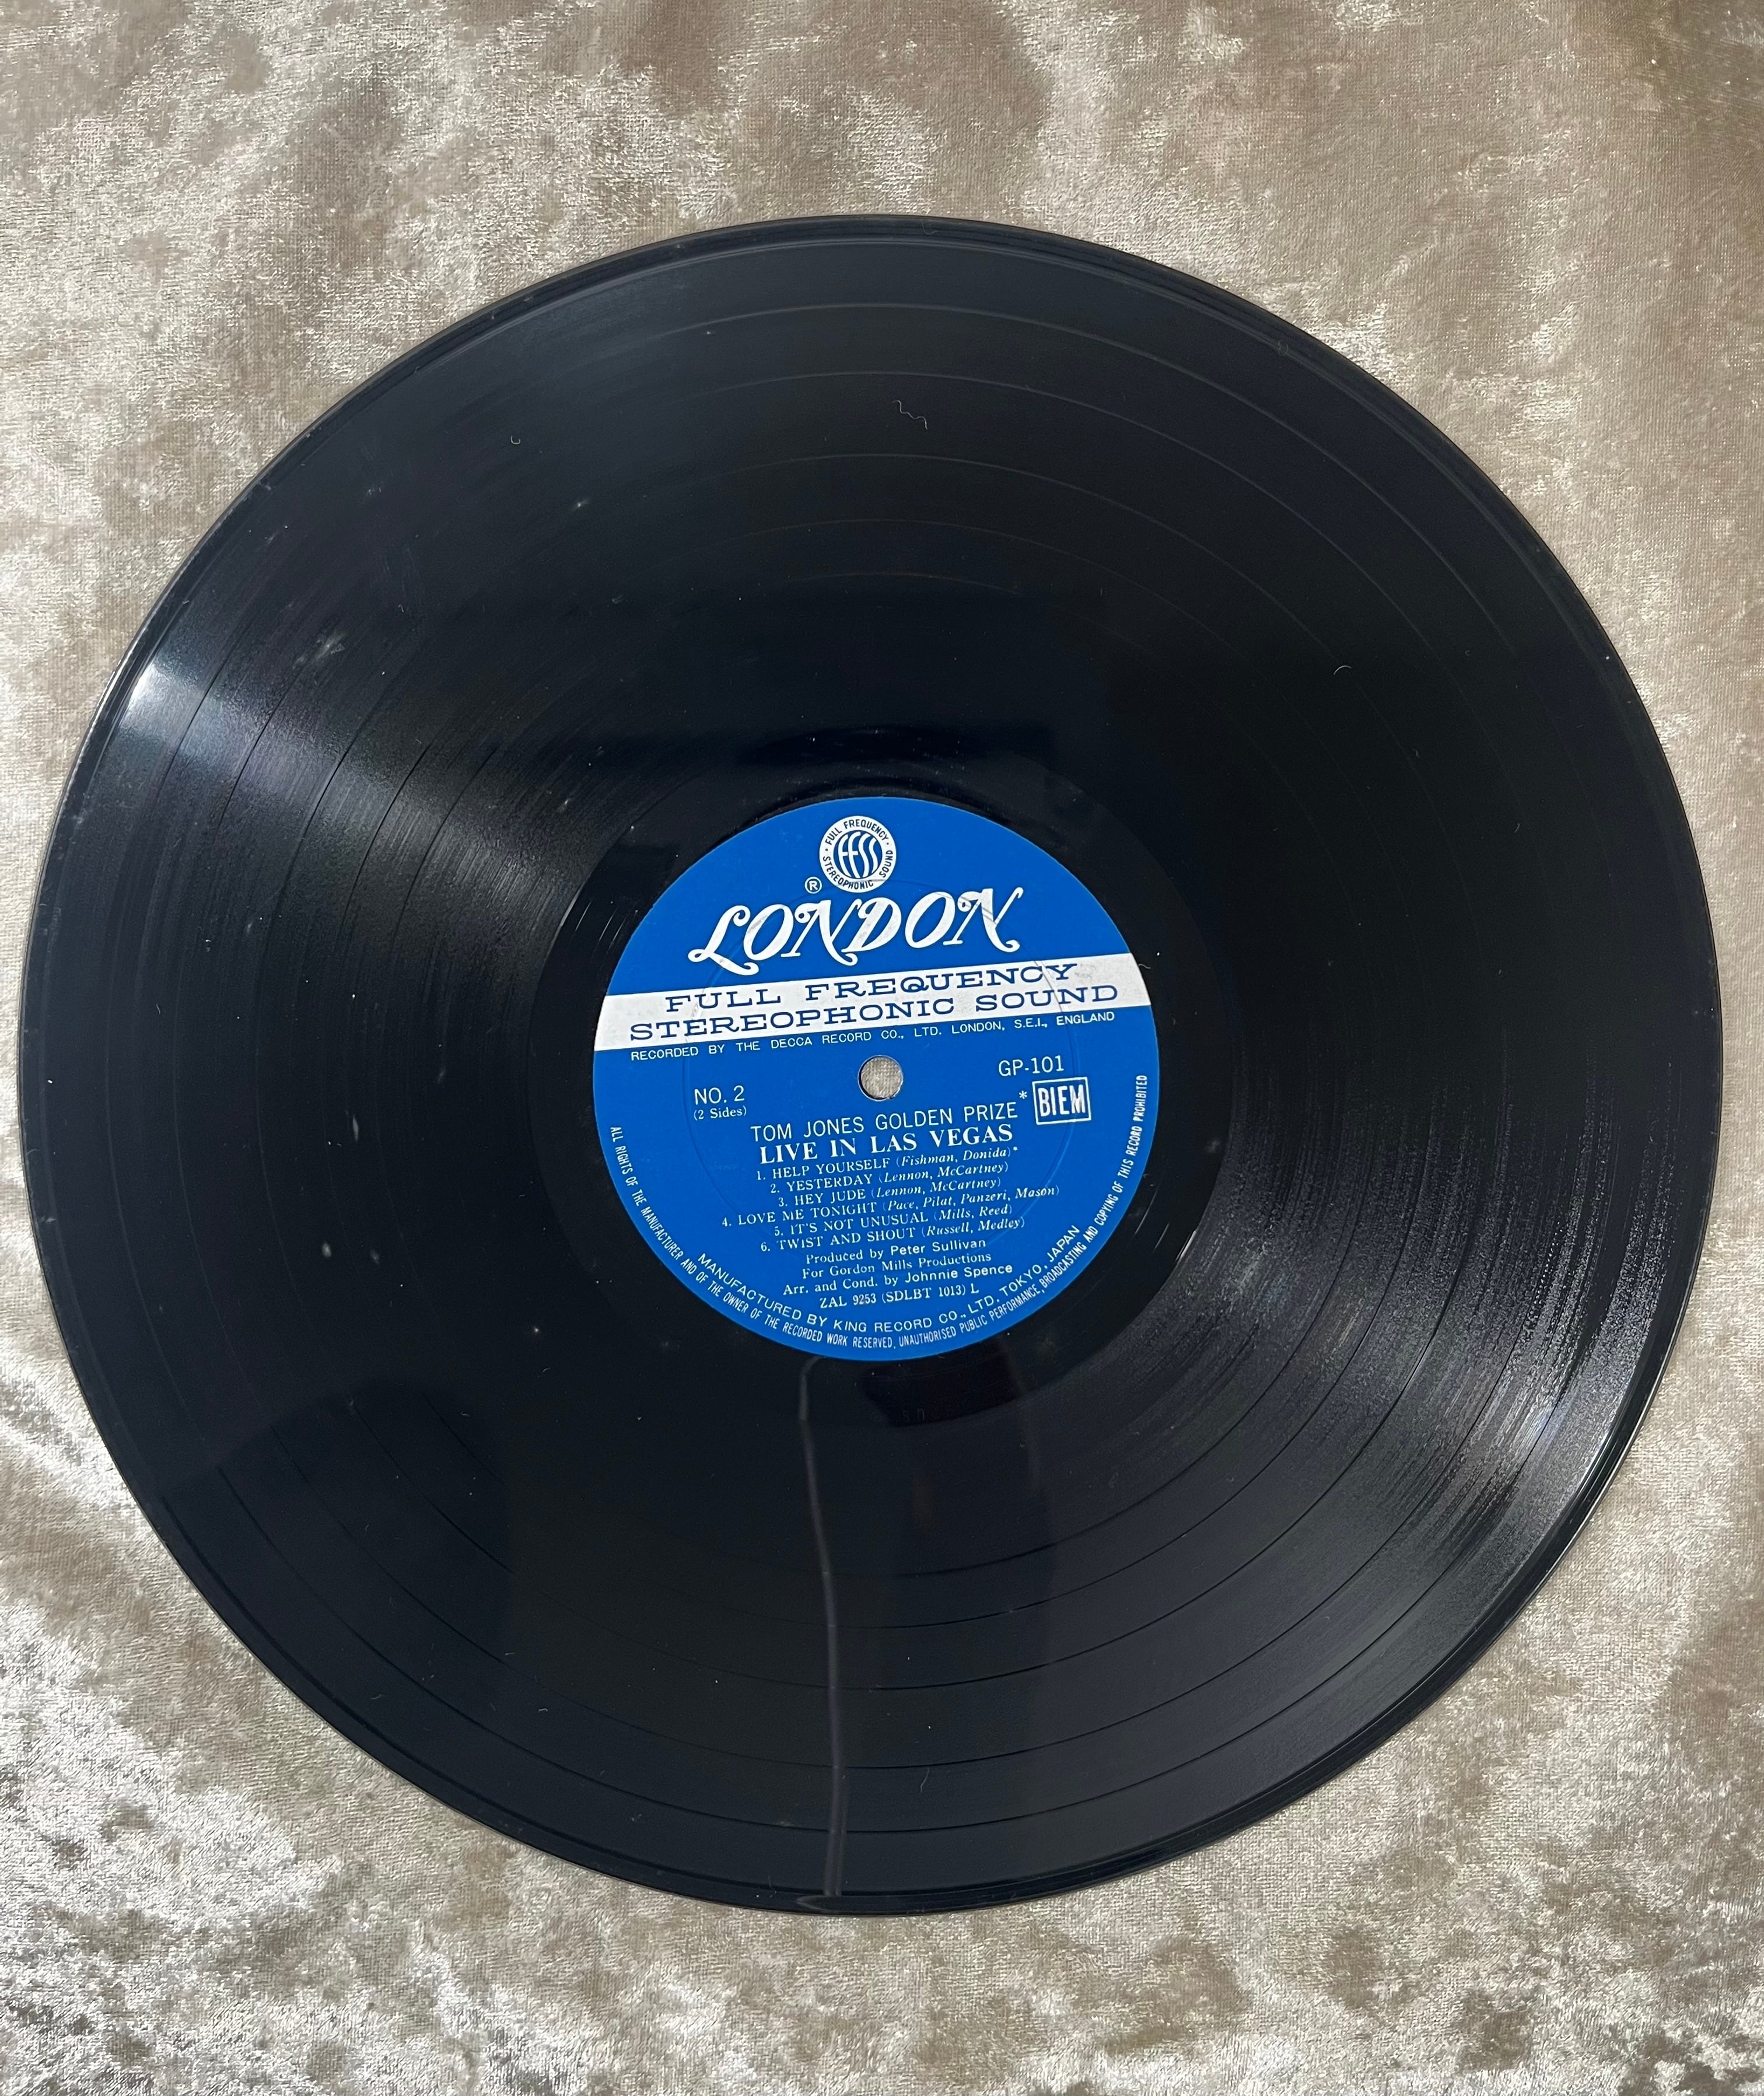 FULL FREQUENCY
ffss
STEREOPHONIC SOUND
®
LONDON
FULL FREQUENCY
STEREOPHONIC SOUND
RECORDED BY THE DECCA RECORD CO., LTD. LONDON, S.E.I., ENGLAND
GP-101
NO. 2
(2 Sides)
BIEM
TOM JONES GOLDEN PRIZE*
LIVE IN LAS VEGAS
1. HELP YOURSELF (Fishman, Donida)*
2. YESTERDAY (Lennon, McCartney)
3. HEY JUDE (Lennon, McCartney)
4. LOVE ME TONIGHT (Pace, Pilat, Panzeri, Mason)
5. IT'S NOT UNUSUAL (Mills, Reed)
6. TWIST AND SHOUT (Russell, Medley)
Produced by Peter Sullivan
For Gordon Mills Productions
Arr. and Cond. by Johnnie Spence
ZAL 9253 (SDLBT 1013) L
MANUFACTURED BY KING RECORD CO., LTD. TOKYO, JAPAN
ALL RIGHTS OF THE MANUFACTURER AND OF THE OWNER OF THE RECORDED WORK RESERVED, UNAUTHORISED PUBLIC PERFORMANCE, BROADCASTING AND COPYING OF THIS RECORD PROHIBITED